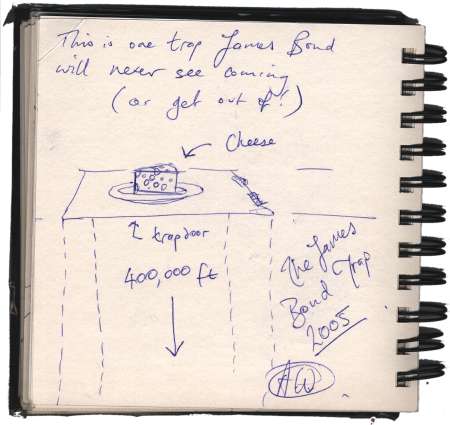 This is one trap James Bond
will never see coming
(or get out of!)
Cheese
trapdoor
400,000 ft
The James
Bond Trap
2005
AW